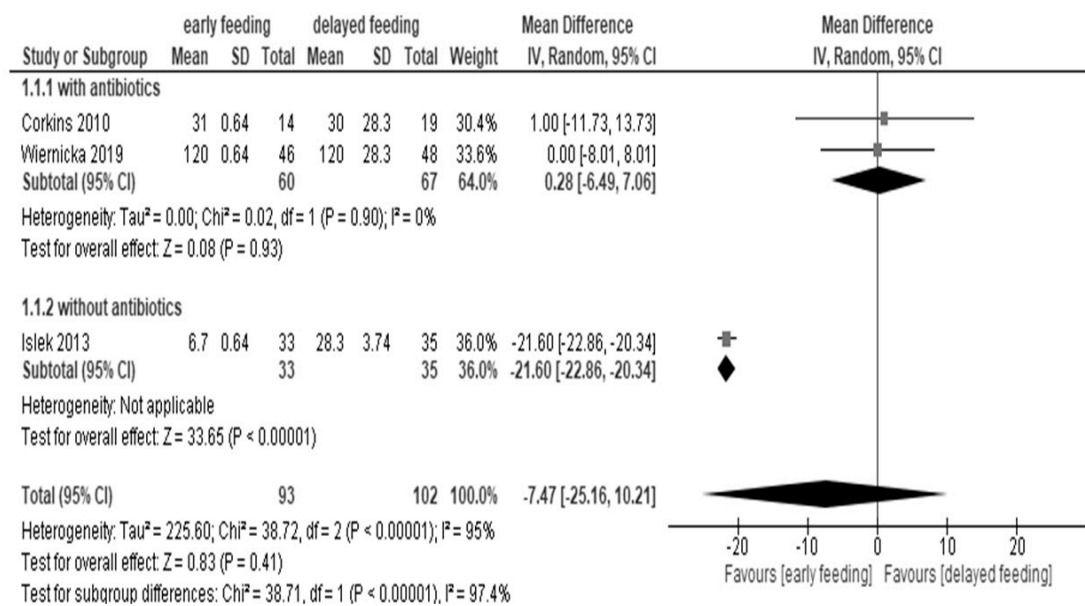 early feeding delayed feeding Mean Difference Mean Difference
Study or Subgroup Mean SD Total Mean SD Total Weight IV, Random, 95% CI IV, Random, 95% CI
1.1.1 with antibiotics
Corkins 2010 31 0.64 14 30 28.3 19 30.4% 1.00 [-11.73, 13.73]
Wiernicka 2019 120 0.64 46 120 28.3 48 33.6% 0.00 [-8.01, 8.01]
Subtotal (95% CI) 60 67 64.0% 0.28 [-6.49, 7.06]
Heterogeneity: Tau² = 0.00; Chi² = 0.02, df = 1 (P = 0.90); I² = 0%
Test for overall effect: Z = 0.08 (P = 0.93)
1.1.2 without antibiotics
Islek 2013 6.7 0.64 33 28.3 3.74 35 36.0% -21.60 [-22.86, -20.34]
Subtotal (95% CI) 33 35 36.0% -21.60 [-22.86, -20.34]
Heterogeneity: Not applicable
Test for overall effect: Z = 33.65 (P < 0.00001)
Total (95% CI) 93 102 100.0% -7.47 [-25.16, 10.21]
Heterogeneity: Tau² = 225.60; Chi² = 38.72, df = 2 (P < 0.00001); I² = 95%
Test for overall effect: Z = 0.83 (P = 0.41)
Test for subgroup differences: Chi² = 38.71, df = 1 (P < 0.00001), I² = 97.4%
-20 -10 0 10 20
Favours [early feeding] Favours [delayed feeding]